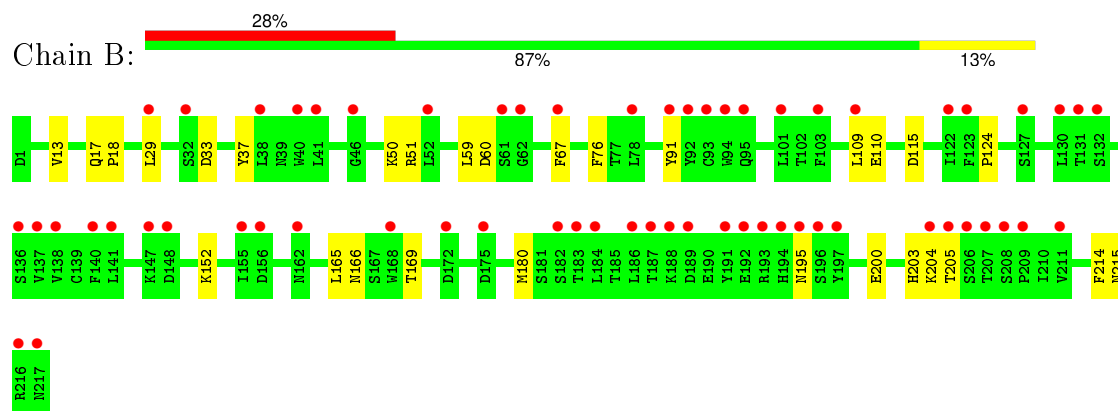 28%
Chain B:
87%
13%
D1 V13 Q17 P18 L29 S32 D33 Y37 L38 N39 W40 L41 G46 K50 R51 L52 L59 D60 S61 G62 F67 F76 T77 L78 Y91 Y92 G93 W94 Q95 L101 T102 F103 L109 E110 D115 I122 F123 P124 S127 L130 T131 S132
S136 V137 V138 C139 F140 L141 K147 D148 K152 I155 D156 N162 L165 N166 S167 W168 T169 D172 D175 M180 S181 S182 T183 L184 T185 L186 T187 K188 D189 E190 Y191 E192 R193 H194 N195 S196 Y197 E200 H203 K204 T205 S206 T207 S208 P209 I210 V211 F214 N215
R216 N217